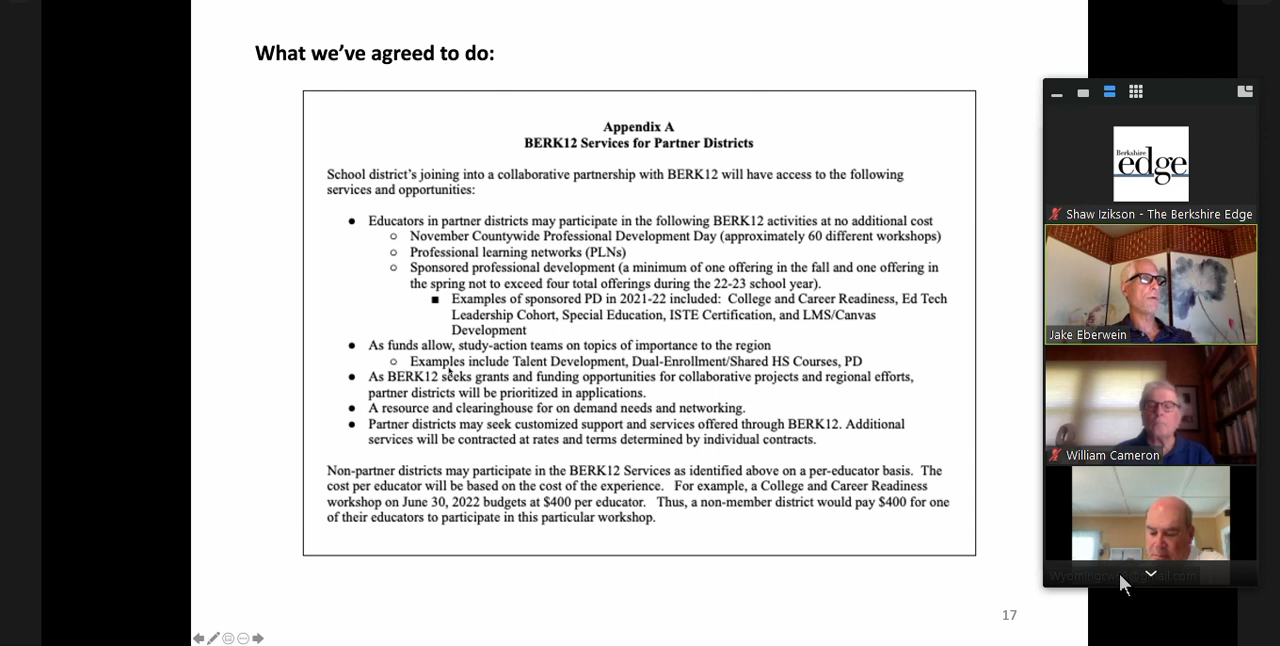 What we've agreed to do:
Appendix A
BERK12 Services for Partner Districts
School district's joining into a collaborative partnership with BERK12 will have access to the following
services and opportunities:
● Educators in partner districts may participate in the following BERK12 activities at no additional cost
○ November Countywide Professional Development Day (approximately 60 different workshops)
○ Professional learning networks (PLNs)
○ Sponsored professional development (a minimum of one offering in the fall and one offering in
the spring not to exceed four total offerings during the 22-23 school year).
■ Examples of sponsored PD in 2021-22 included: College and Career Readiness, Ed Tech
Leadership Cohort, Special Education, ISTE Certification, and LMS/Canvas
Development
● As funds allow, study-action teams on topics of importance to the region
○ Examples include Talent Development, Dual-Enrollment/Shared HS Courses, PD
● As BERK12 seeks grants and funding opportunities for collaborative projects and regional efforts,
partner districts will be prioritized in applications.
● A resource and clearinghouse for on demand needs and networking.
● Partner districts may seek customized support and services offered through BERK12. Additional
services will be contracted at rates and terms determined by individual contracts.
Non-partner districts may participate in the BERK12 Services as identified above on a per-educator basis. The
cost per educator will be based on the cost of the experience. For example, a College and Career Readiness
workshop on June 30, 2022 budgets at $400 per educator. Thus, a non-member district would pay $400 for one
of their educators to participate in this particular workshop.
17
Berkshire
edge
Shaw Izikson - The Berkshire Edge
Jake Eberwein
William Cameron